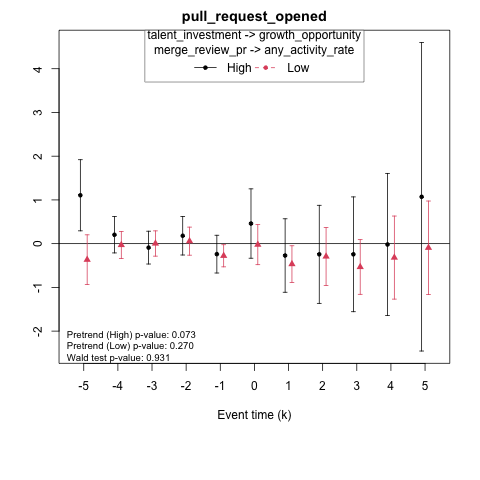 pull_request_opened
talent_investment -> growth_opportunity
merge_review_pr -> any_activity_rate
High Low
4
3
2
1
0
-1
-2
Pretrend (High) p-value: 0.073
Pretrend (Low) p-value: 0.270
Wald test p-value: 0.931
-5 -4 -3 -2 -1 0 1 2 3 4 5
Event time (k)